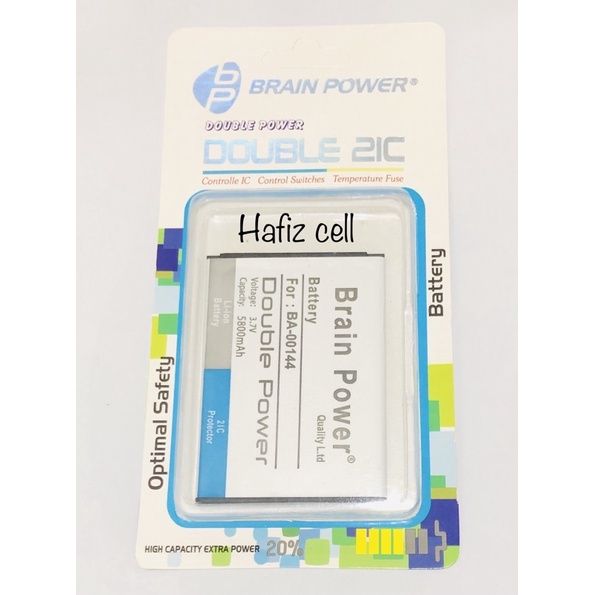 bp
BRAIN POWER®
DOUBLE POWER
DOUBLE 2IC
Controlle IC Control Switches Temperature Fuse
Hafiz cell
Brain Power®
Quality L.td
Battery
For : BA-00144
Double Power
Voltage: 3.7V
Capacity: 5800mAh
Li-ion
Battery
2IC
Protector
Optimal Safety
Battery
HIGH CAPACITY EXTRA POWER 20%